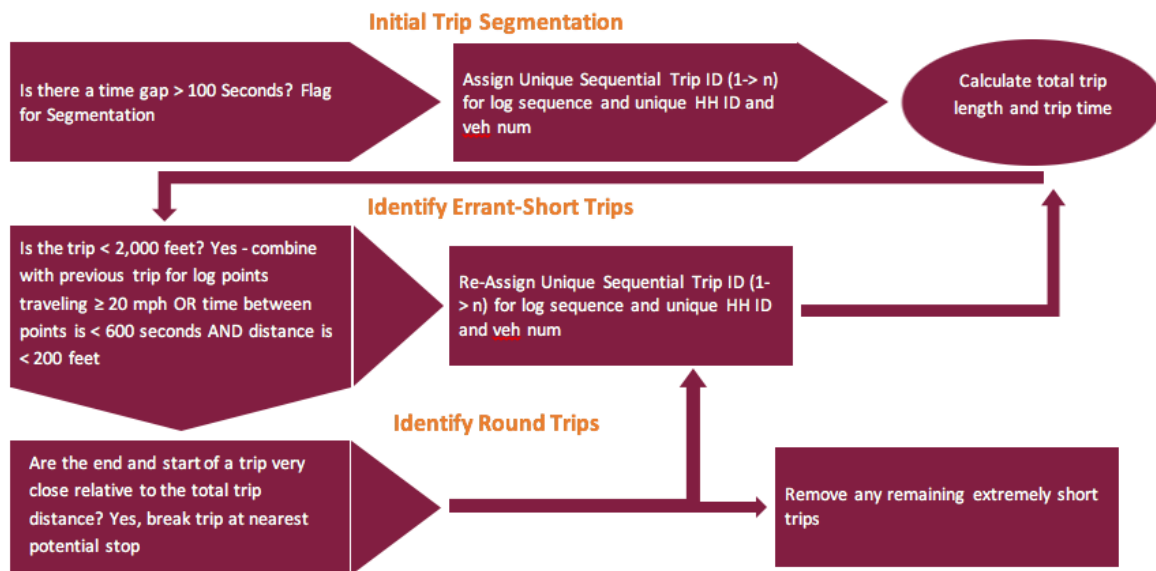 Initial Trip Segmentation
Is there a time gap > 100 Seconds? Flag
for Segmentation
Assign Unique Sequential Trip ID (1-> n)
for log sequence and unique HH ID and
veh num
Calculate total trip
length and trip time
Identify Errant-Short Trips
Is the trip < 2,000 feet? Yes - combine
with previous trip for log points
traveling ≥ 20 mph OR time between
points is < 600 seconds AND distance is
< 200 feet
Re-Assign Unique Sequential Trip ID (1-
> n) for log sequence and unique HH ID
and veh num
Identify Round Trips
Are the end and start of a trip very
close relative to the total trip
distance? Yes, break trip at nearest
potential stop
Remove any remaining extremely short
trips